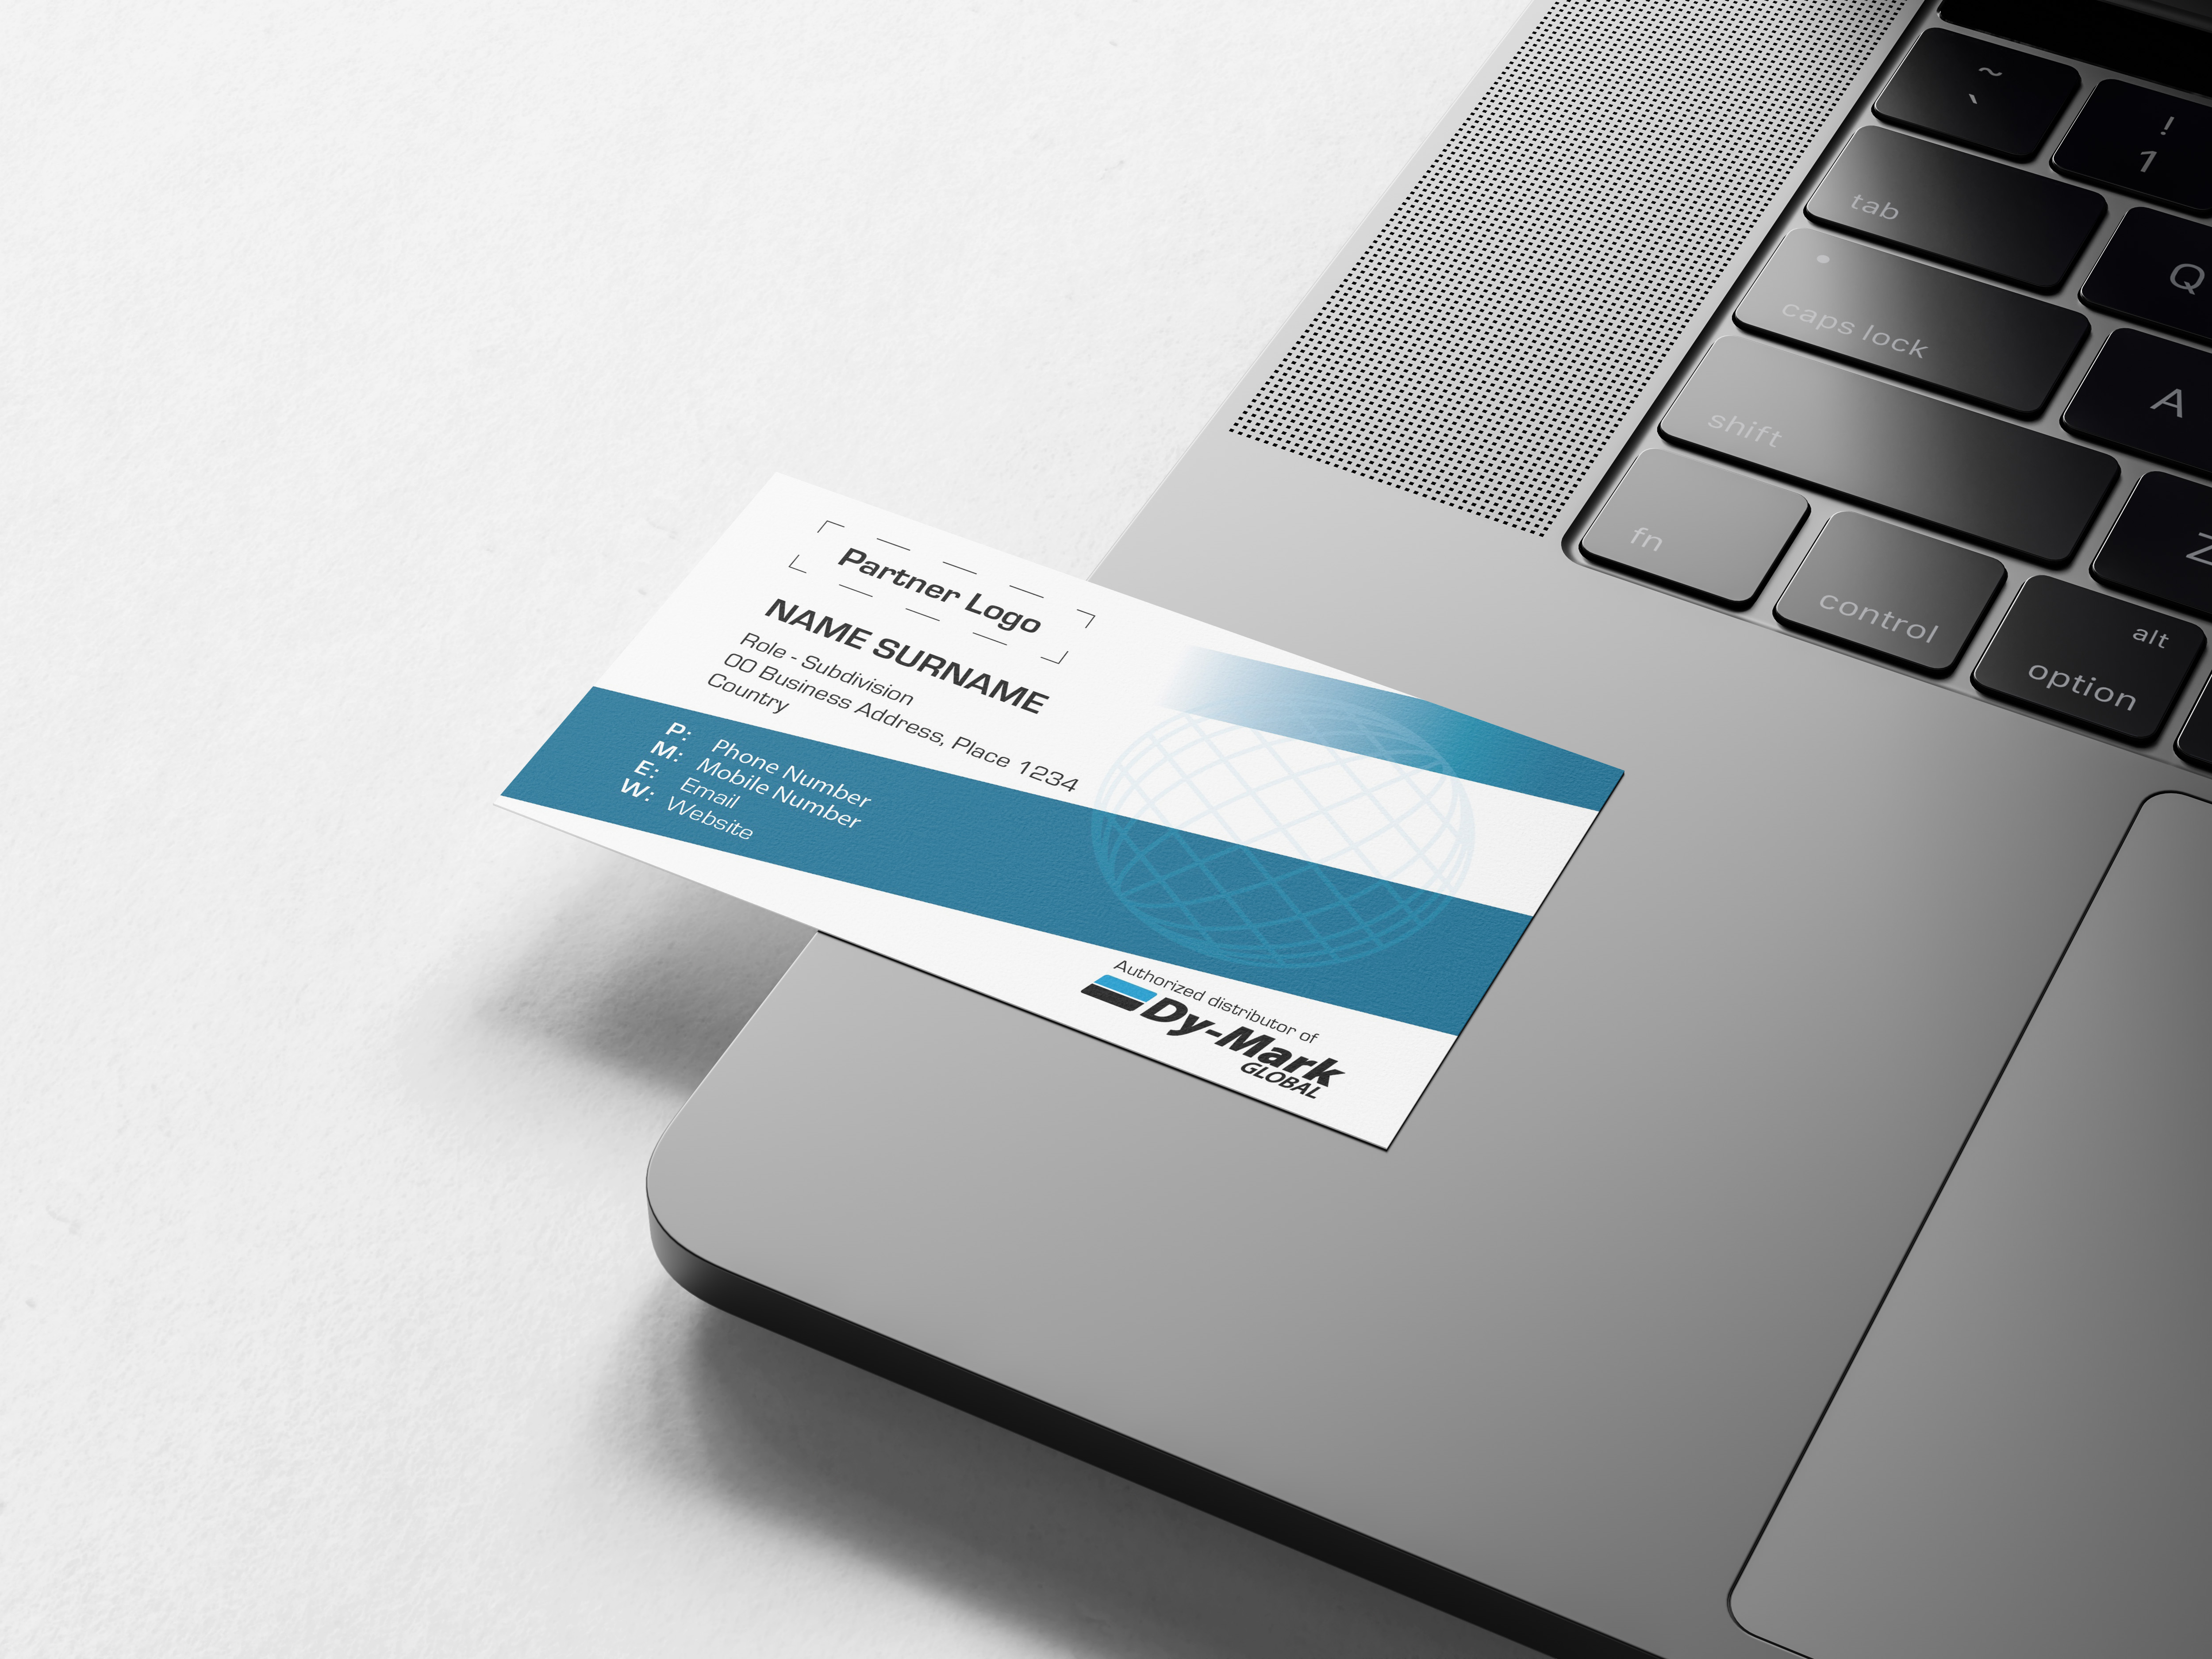 Partner Logo
NAME SURNAME
Role - Subdivision
00 Business Address, Place 1234
Country
P: Phone Number
M: Mobile Number
E: Email
W: Website
Authorized distributor of
Dy-Mark
GLOBAL
~
`
!
1
tab
Q
caps lock
A
shift
Z
fn
control
alt
option